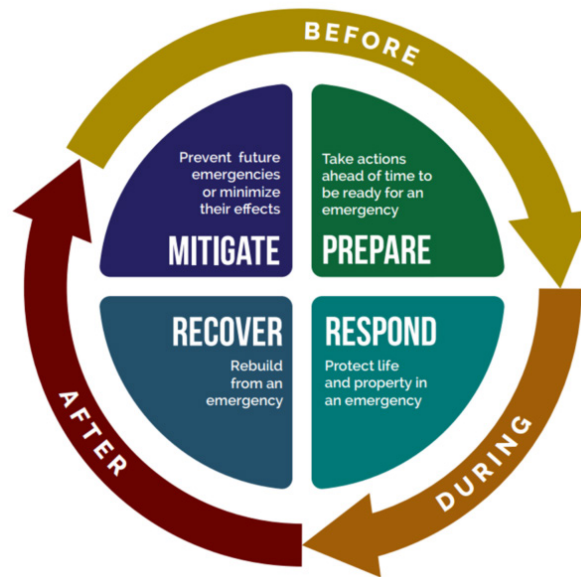 BEFORE
Prevent future
emergencies
or minimize
their effects
MITIGATE
Take actions
ahead of time to
be ready for an
emergency
PREPARE
RECOVER
Rebuild
from an
emergency
RESPOND
Protect life
and property in
an emergency
AFTER
DURING